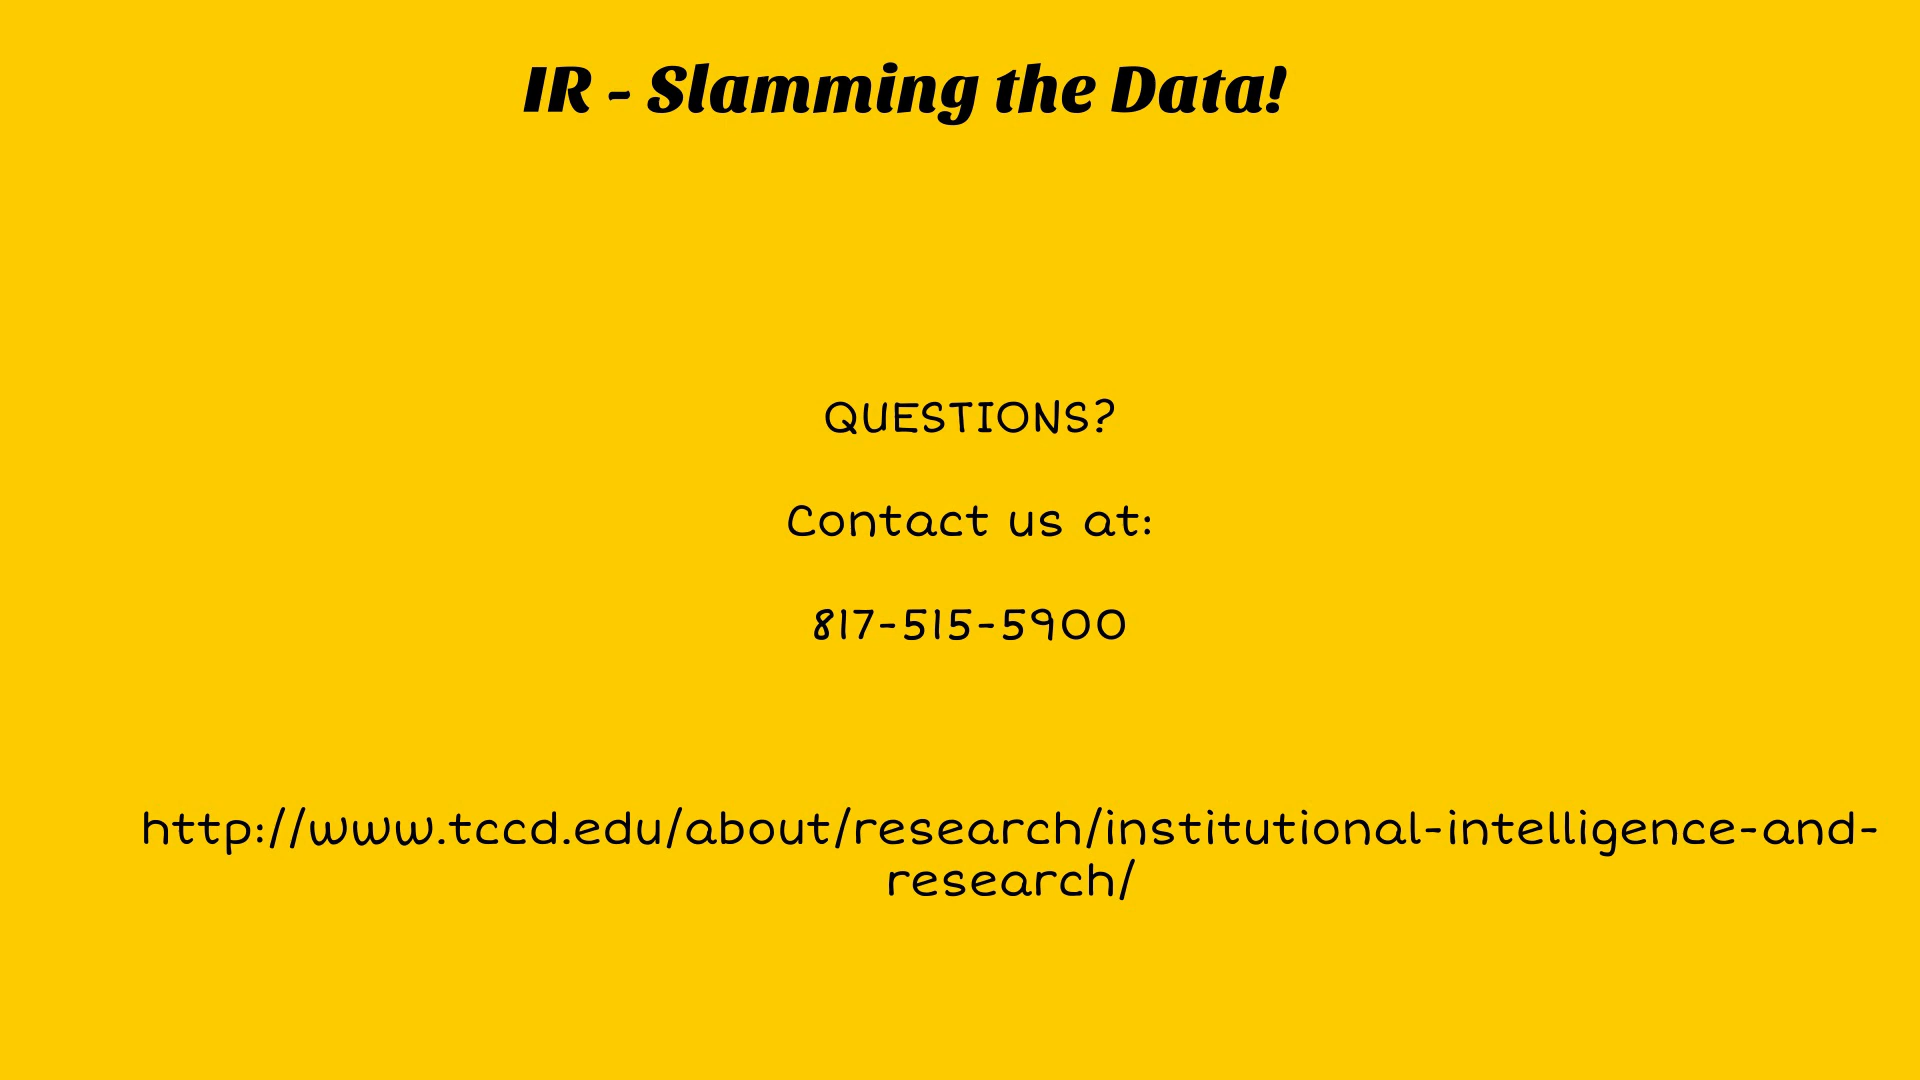 IR - Slamming the Data!
QUESTIONS?
Contact us at:
817-515-5900
http://www.tccd.edu/about/research/institutional-intelligence-and-
research/